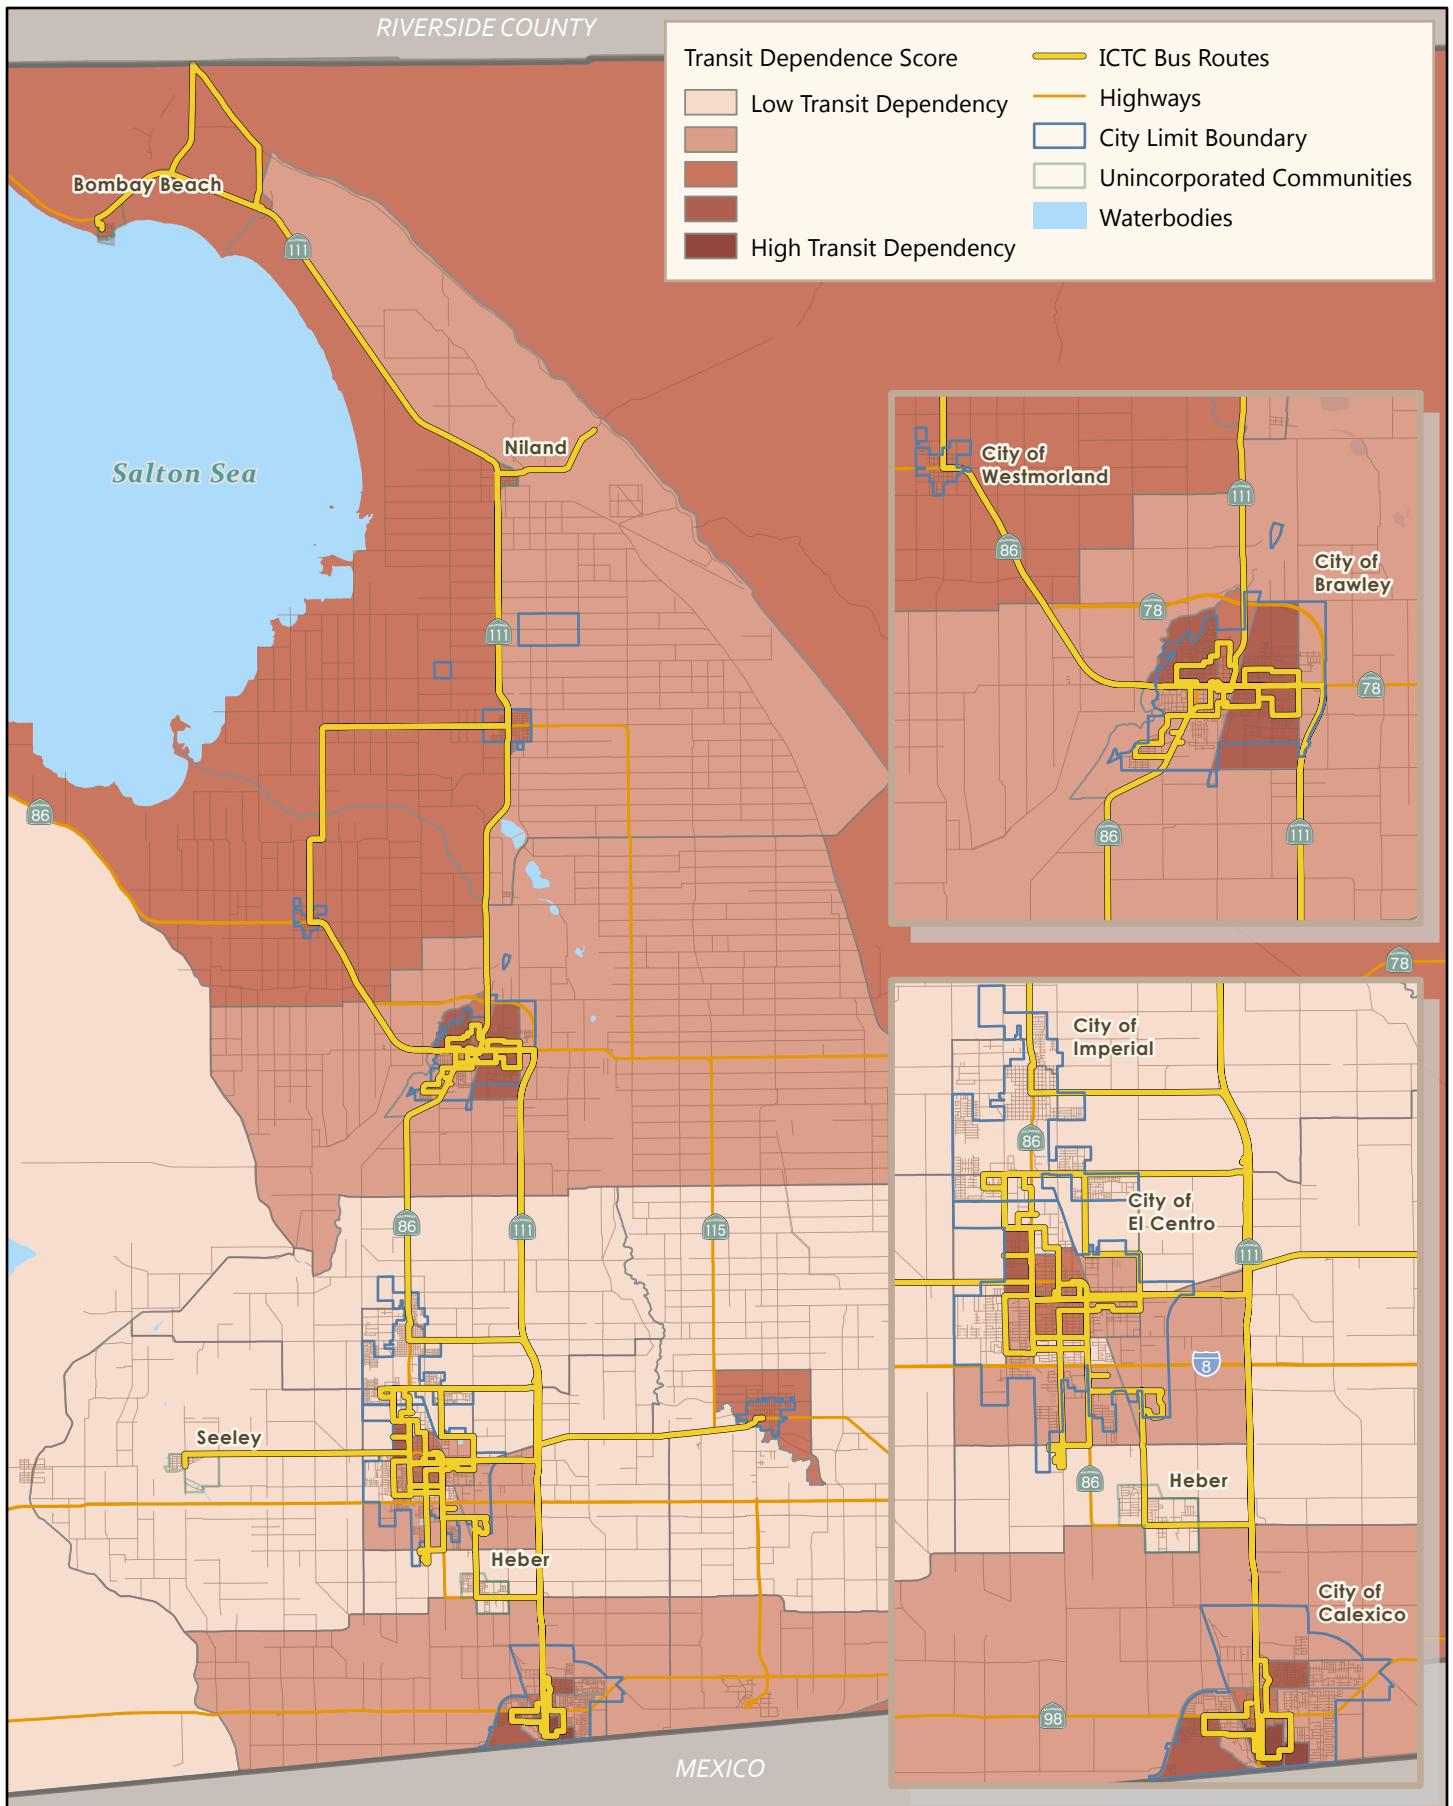 RIVERSIDE COUNTY
Transit Dependence Score
Low Transit Dependency
High Transit Dependency
ICTC Bus Routes
Highways
City Limit Boundary
Unincorporated Communities
Waterbodies
Bombay Beach
111
Niland
Salton Sea
111
86
86
111
115
Seeley
Heber
MEXICO
City of
Westmorland
111
86
City of
Brawley
78
78
86
111
78
City of
Imperial
86
City of
El Centro
111
8
86
Heber
City of
Calexico
98